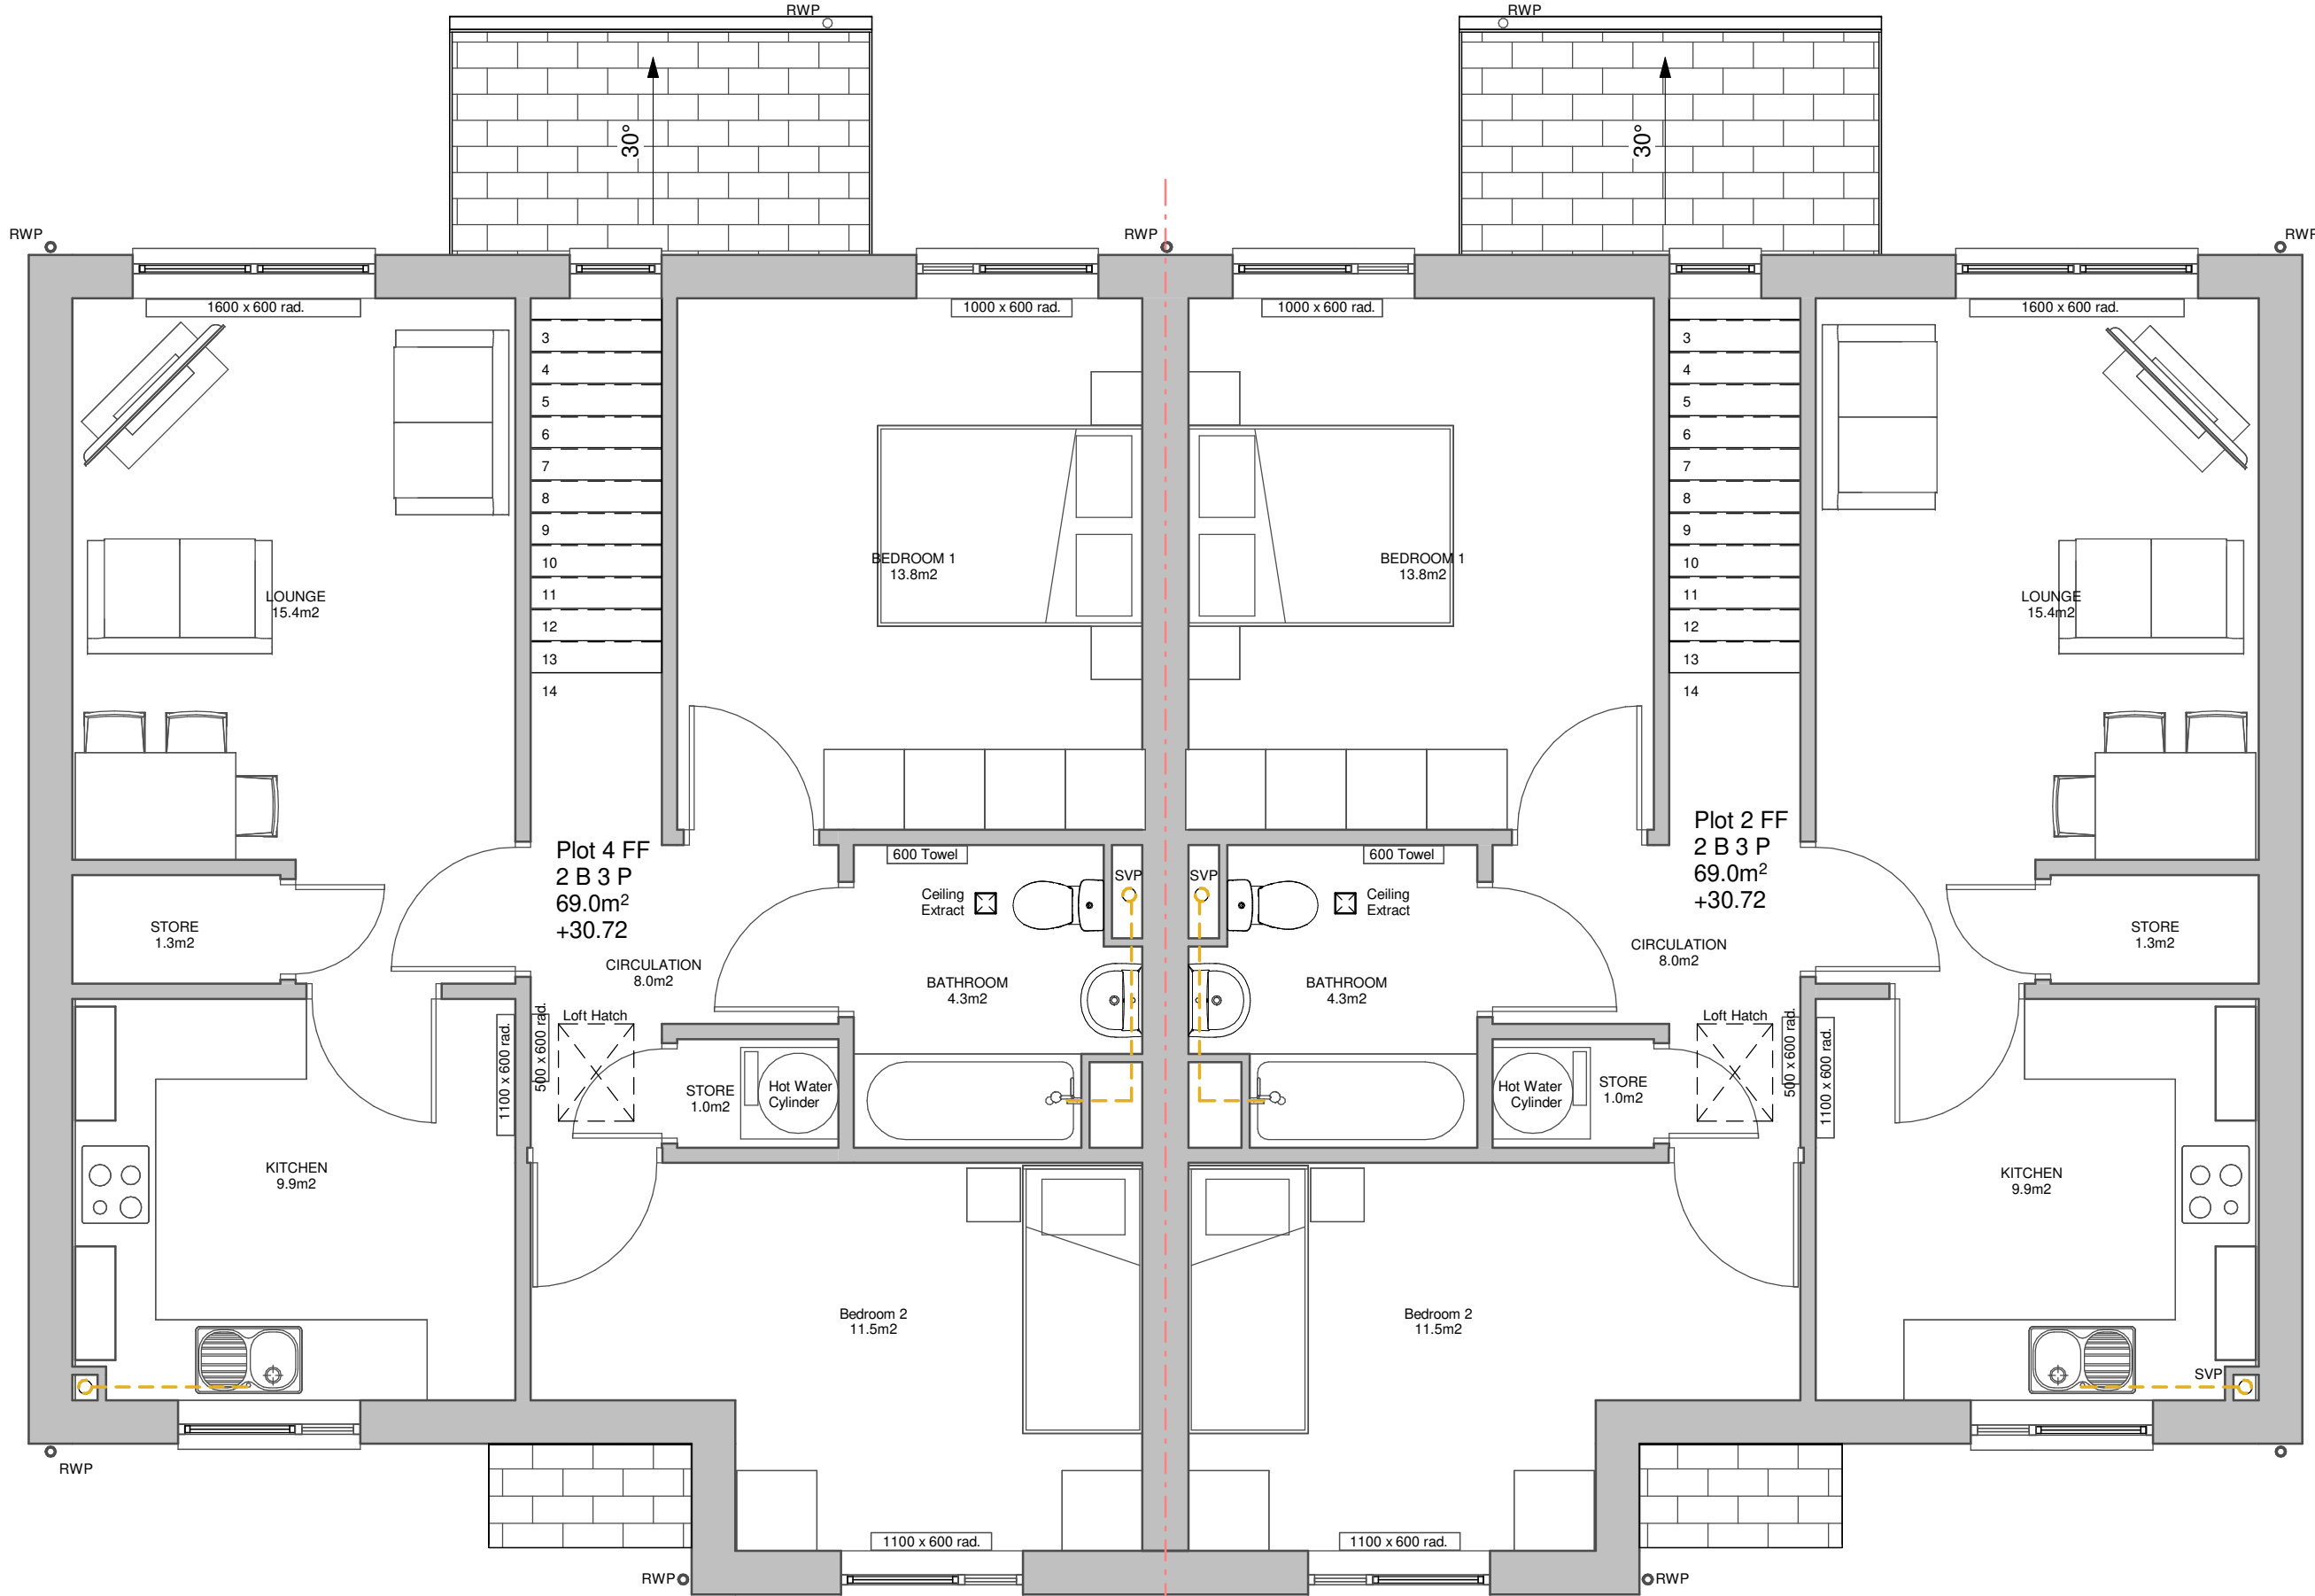 RWP
RWP
30°
30°
RWP
RWP
RWP
1600 x 600 rad.
1000 x 600 rad.
1000 x 600 rad.
1600 x 600 rad.
3
4
5
6
7
8
9
10
11
12
13
14
3
4
5
6
7
8
9
10
11
12
13
14
LOUNGE
15.4m2
BEDROOM 1
13.8m2
BEDROOM 1
13.8m2
LOUNGE
15.4m2
Plot 4 FF
2 B 3 P
69.0m²
+30.72
Plot 2 FF
2 B 3 P
69.0m²
+30.72
600 Towel
600 Towel
SVP
SVP
Ceiling
Extract
Ceiling
Extract
STORE
1.3m2
CIRCULATION
8.0m2
BATHROOM
4.3m2
BATHROOM
4.3m2
CIRCULATION
8.0m2
STORE
1.3m2
1100 x 600 rad.
500 x 600 rad.
Loft Hatch
Loft Hatch
500 x 600 rad.
1100 x 600 rad.
STORE
1.0m2
Hot Water
Cylinder
Hot Water
Cylinder
STORE
1.0m2
KITCHEN
9.9m2
KITCHEN
9.9m2
Bedroom 2
11.5m2
Bedroom 2
11.5m2
SVP
RWP
1100 x 600 rad.
1100 x 600 rad.
RWP
RWP